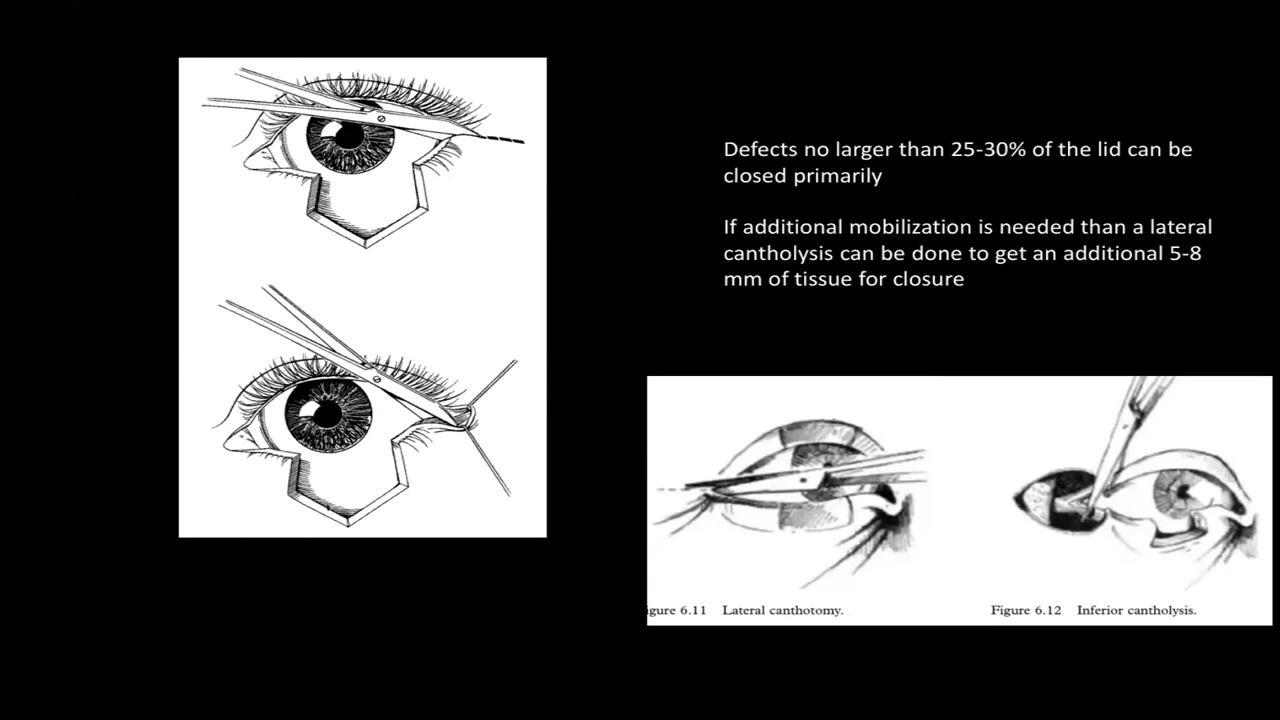 Defects no larger than 25-30% of the lid can be
closed primarily
If additional mobilization is needed than a lateral
cantholysis can be done to get an additional 5-8
mm of tissue for closure
igure 6.11 Lateral canthotomy.
Figure 6.12 Inferior cantholysis.